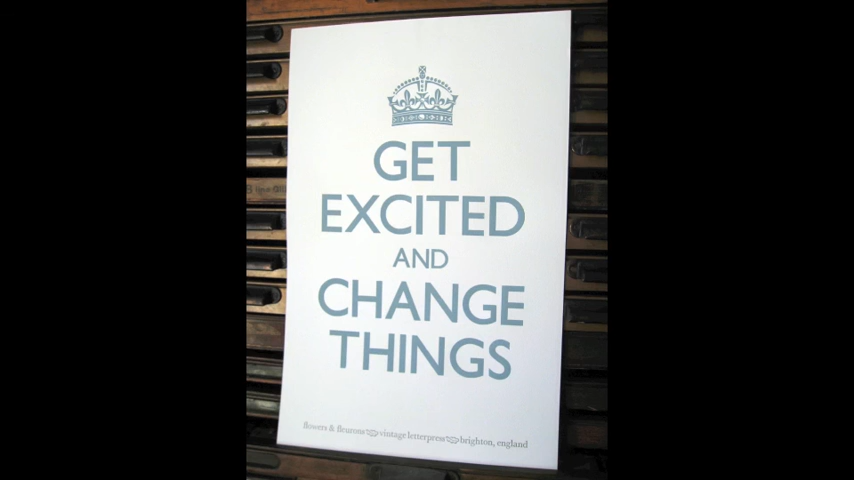 GET
EXCITED
AND
CHANGE
THINGS
flowers & fleurons vintage letterpress brighton, england